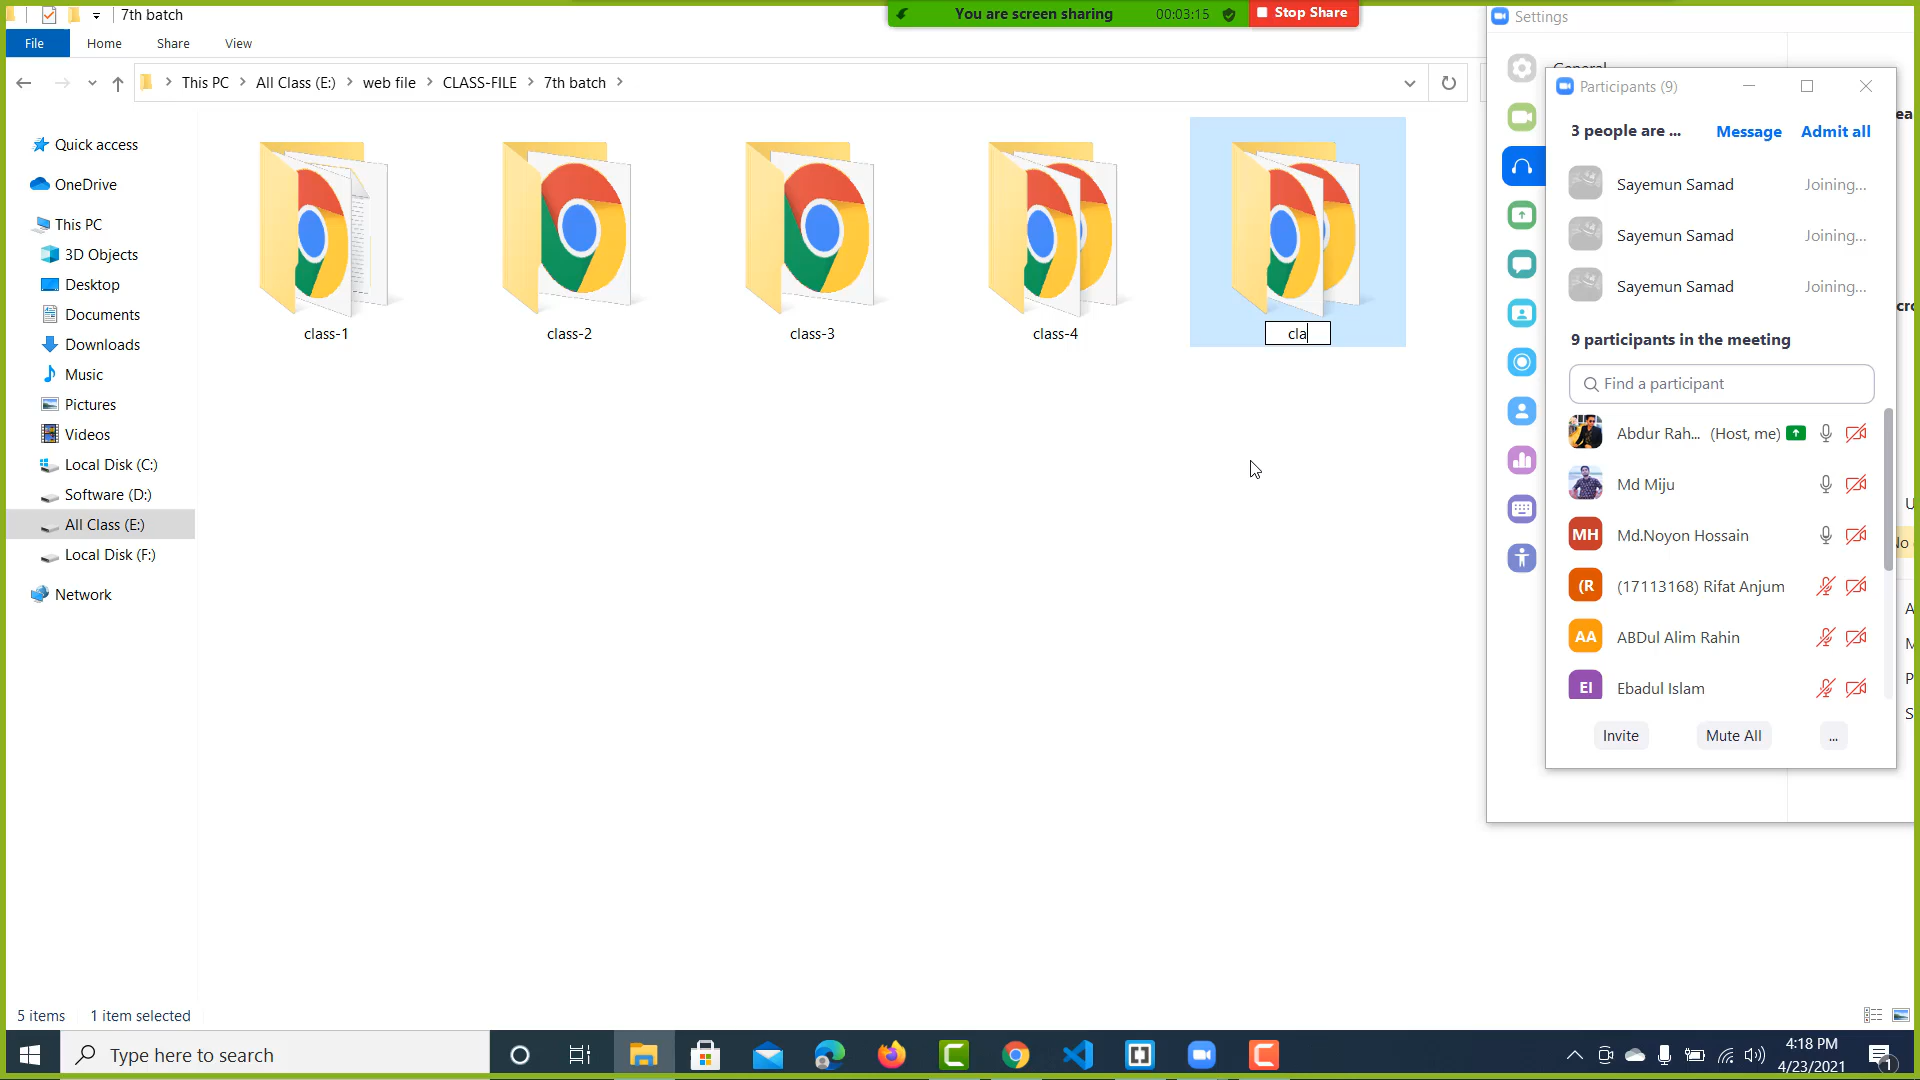 7th batch
You are screen sharing 00:03:15 Stop Share
Settings
File Home Share View
This PC All Class (E:) web file CLASS-FILE 7th batch
General
Participants (9)
3 people are ... Message Admit all
Sayemun Samad Joining...
Sayemun Samad Joining...
Sayemun Samad Joining...
9 participants in the meeting
Find a participant
Abdur Rah... (Host, me)
Md Miju
MH Md.Noyon Hossain
(R (17113168) Rifat Anjum
AA ABDul Alim Rahin
EI Ebadul Islam
Invite Mute All ...
Quick access
OneDrive
This PC
3D Objects
Desktop
Documents
Downloads
Music
Pictures
Videos
Local Disk (C:)
Software (D:)
All Class (E:)
Local Disk (F:)
Network
class-1 class-2 class-3 class-4 cla
5 items 1 item selected
Type here to search
4:18 PM
4/23/2021
1